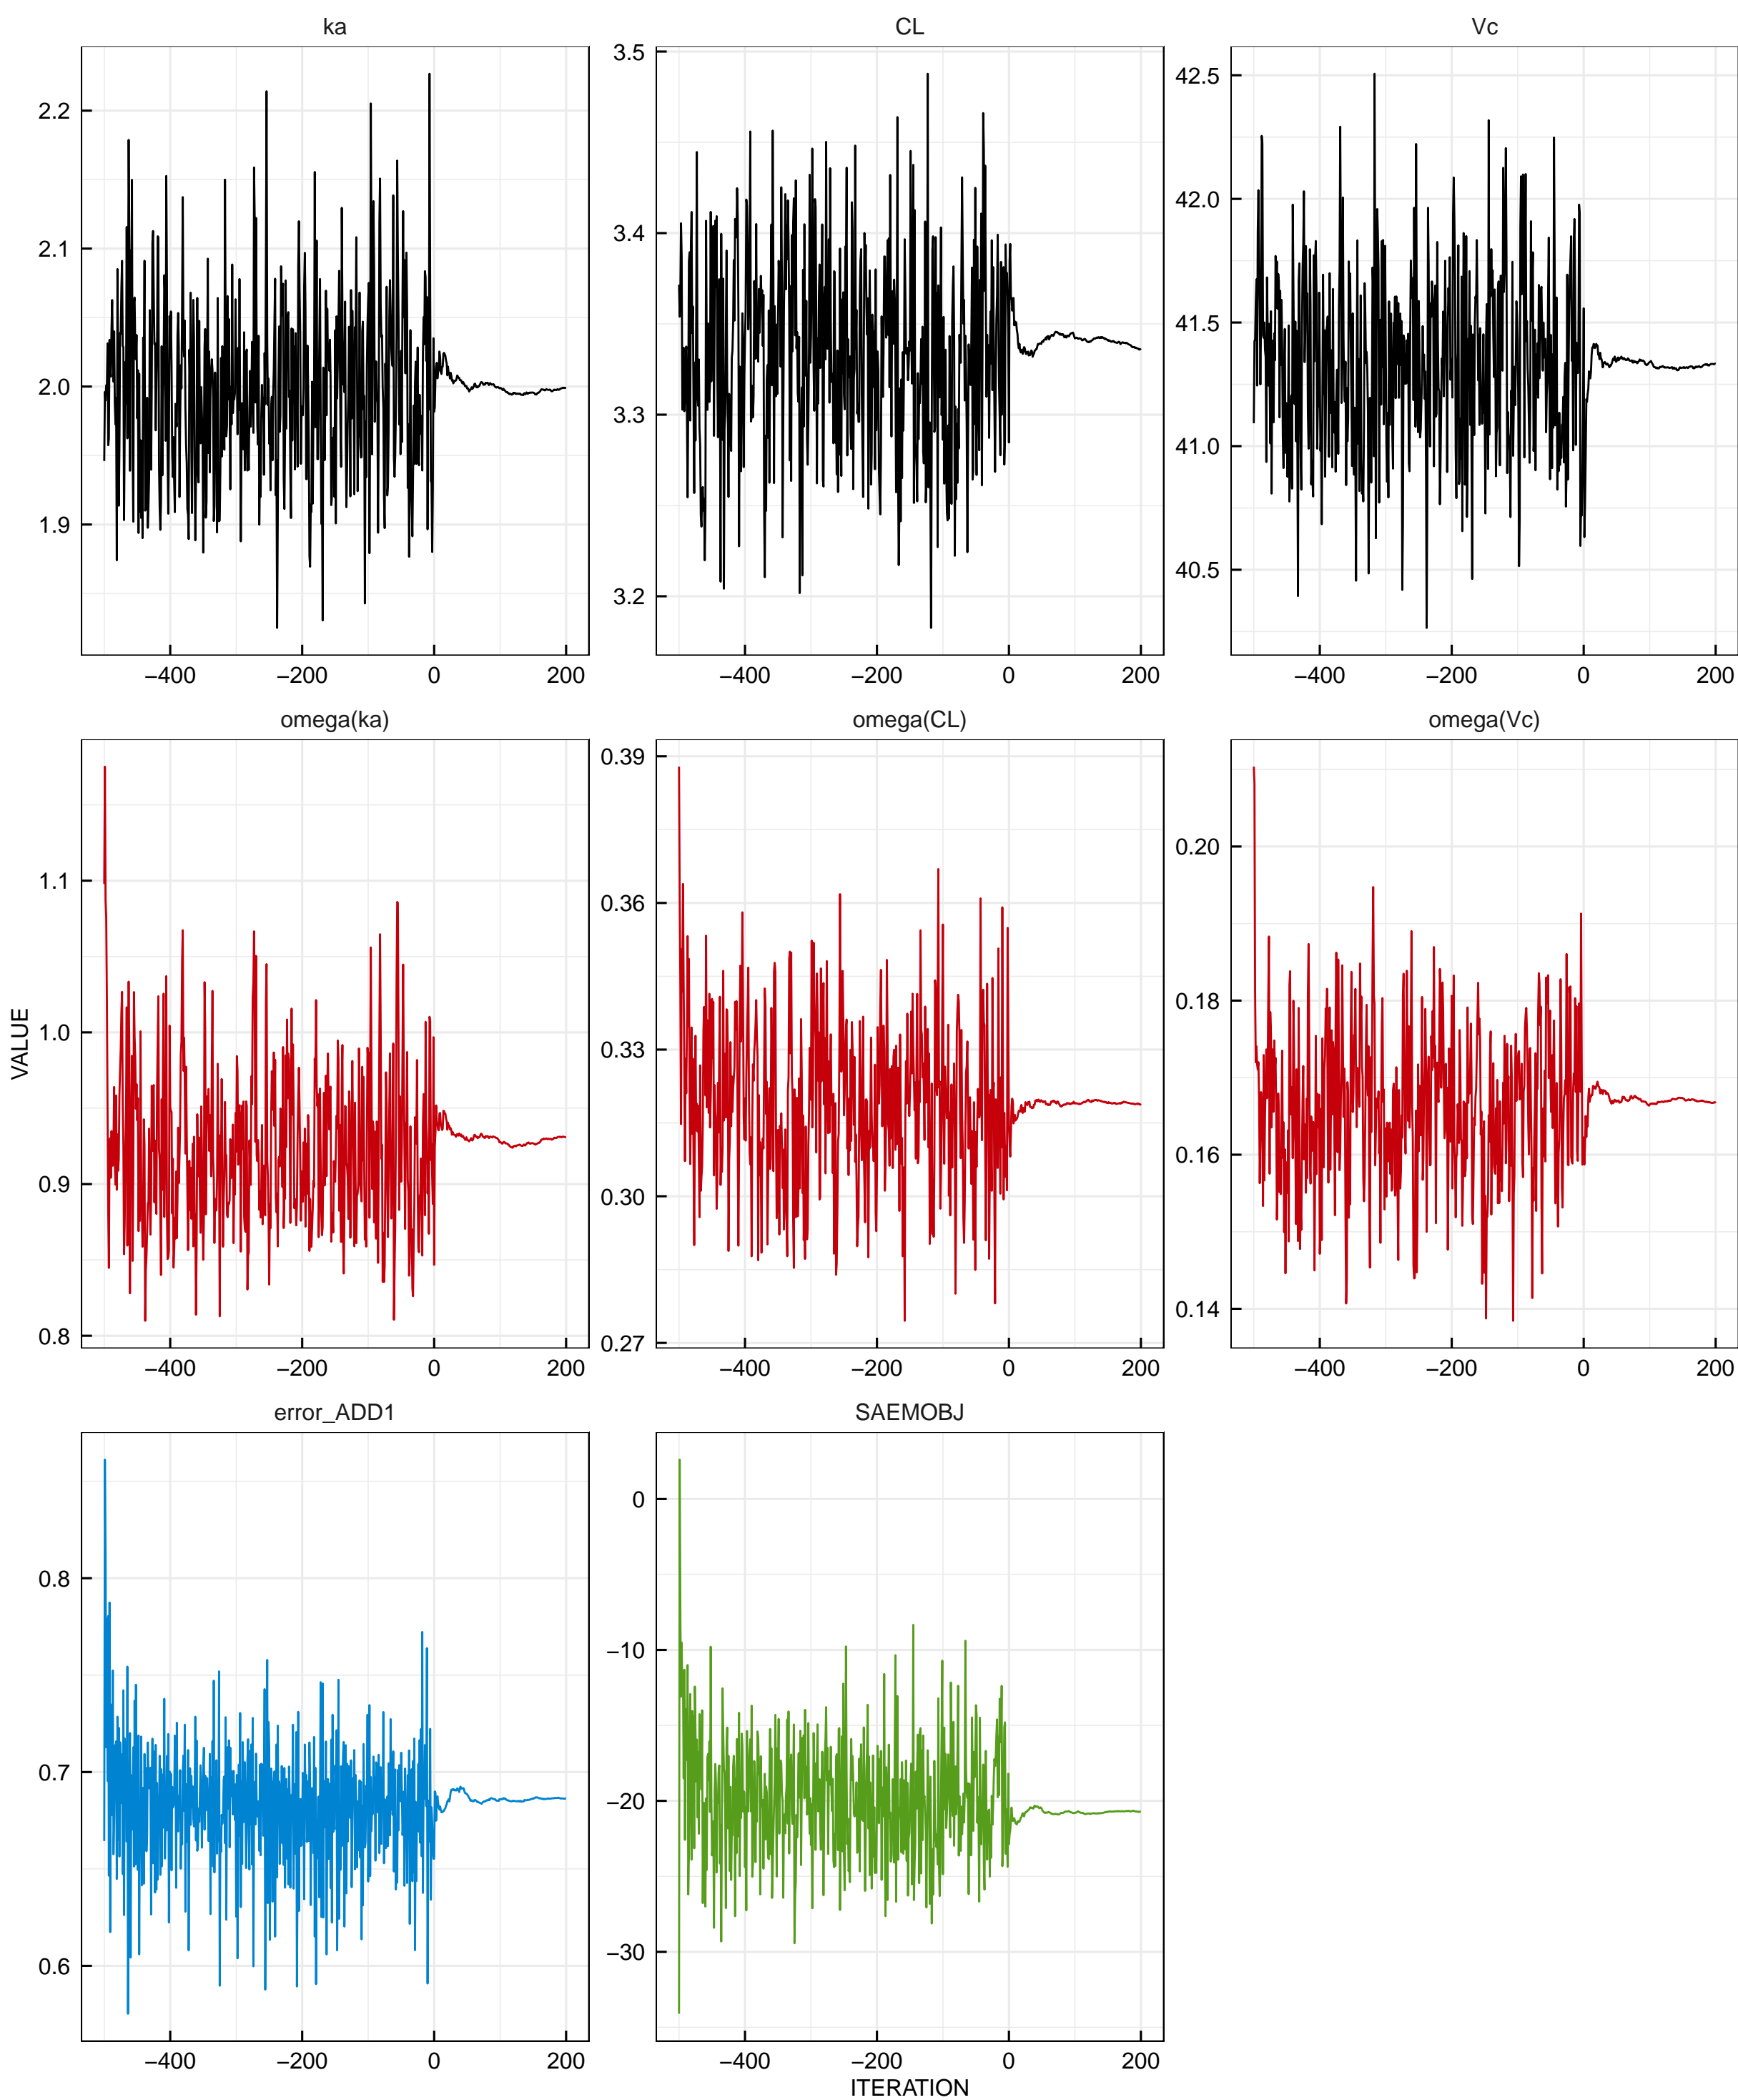 ka CL Vc
2.2 2.1 2.0 1.9
3.5 3.4 3.3 3.2
42.5 42.0 41.5 41.0 40.5
−400 −200 0 200 −400 −200 0 200 −400 −200 0 200
omega(ka) omega(CL) omega(Vc)
VALUE
1.1 1.0 0.9 0.8
0.39 0.36 0.33 0.30 0.27
0.20 0.18 0.16 0.14
−400 −200 0 200 −400 −200 0 200 −400 −200 0 200
error_ADD1 SAEMOBJ
0.8 0.7 0.6
0 −10 −20 −30
−400 −200 0 200 −400 −200 0 200
ITERATION